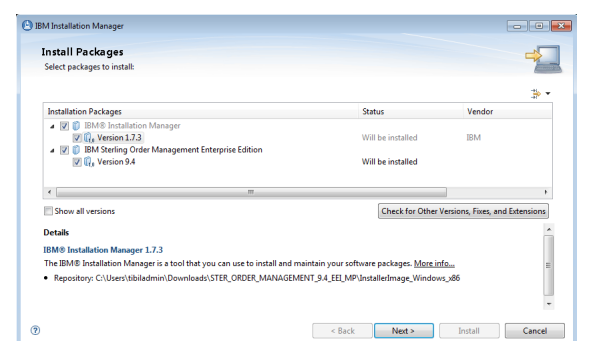 IBM Installation Manager
Install Packages
Select packages to install:
Installation Packages Status Vendor
IBM® Installation Manager
Version 1.7.3 Will be installed IBM
IBM Sterling Order Management Enterprise Edition
Version 9.4 Will be installed
Show all versions Check for Other Versions, Fixes, and Extensions
Details
IBM® Installation Manager 1.7.3
The IBM® Installation Manager is a tool that you can use to install and maintain your software packages. More info...
• Repository: C:\Users\tibiladmin\Downloads\STER_ORDER_MANAGEMENT_9.4_EEI_MP\InstallerImage_Windows_x86
? < Back Next > Install Cancel